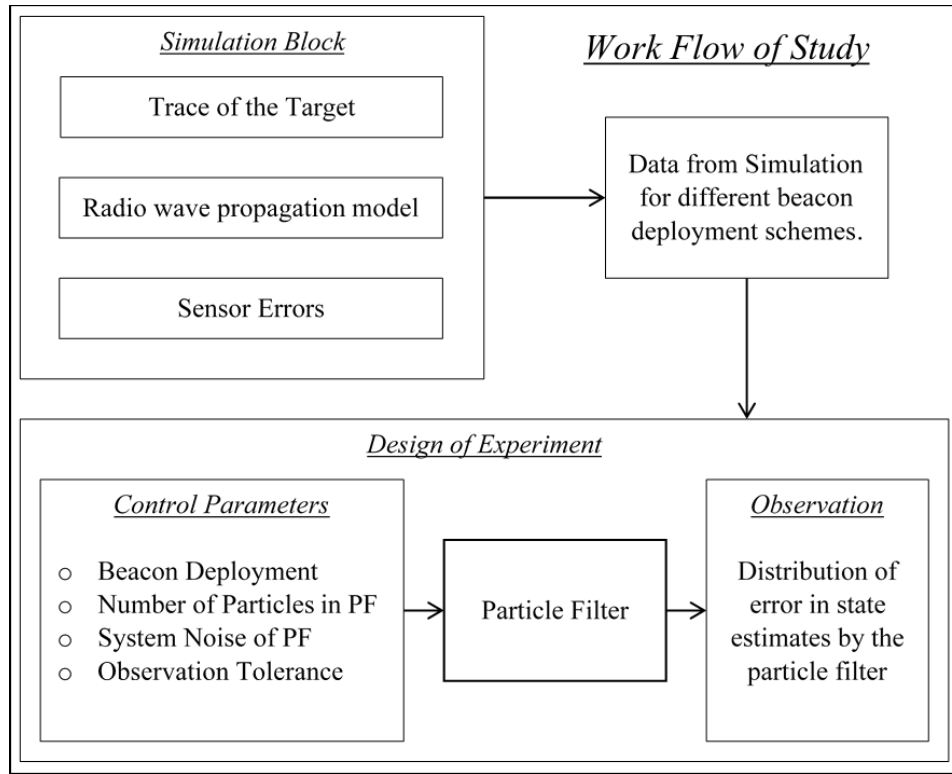 Work Flow of Study
Simulation Block
Trace of the Target
Radio wave propagation model
Sensor Errors
Data from Simulation
for different beacon
deployment schemes.
Design of Experiment
Control Parameters
o Beacon Deployment
o Number of Particles in PF
o System Noise of PF
o Observation Tolerance
Particle Filter
Observation
Distribution of
error in state
estimates by the
particle filter